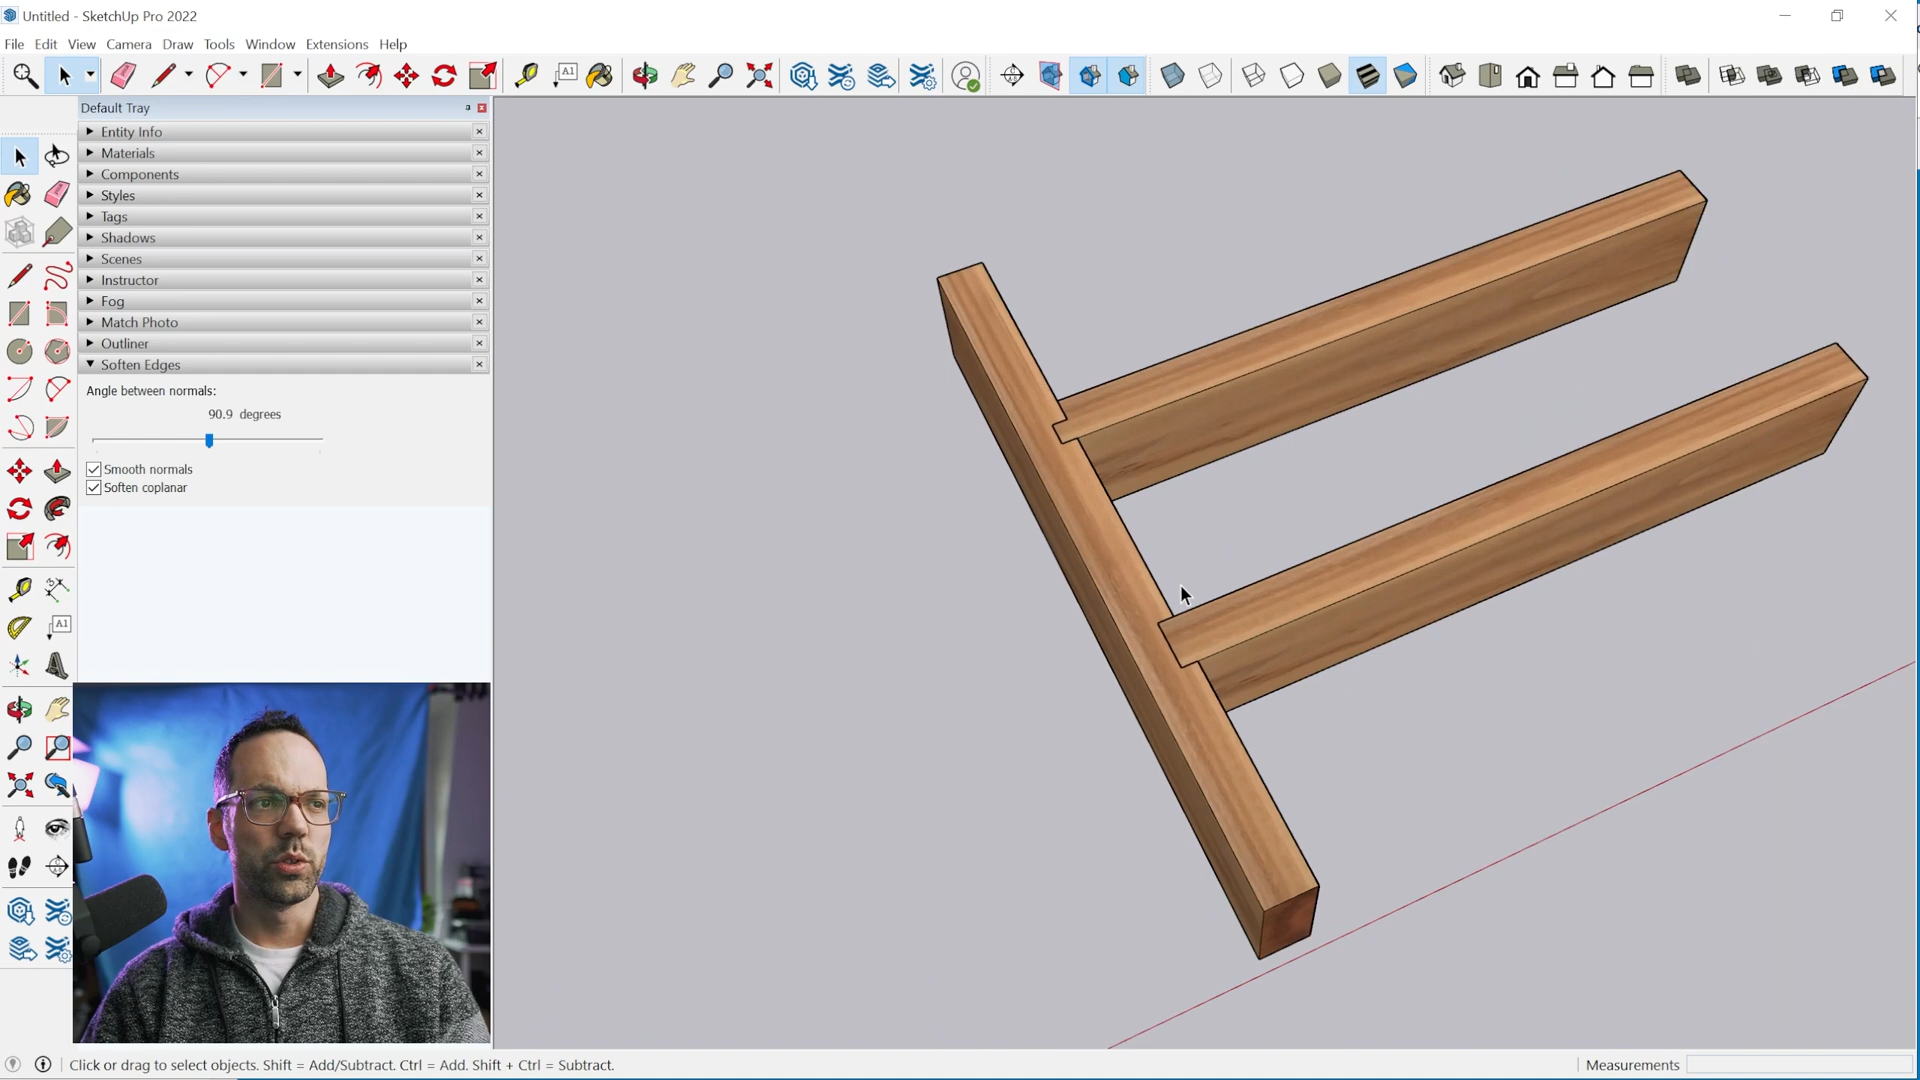 Untitled - SketchUp Pro 2022
File Edit View Camera Draw Tools Window Extensions Help
A1
Default Tray
Entity Info
Materials
Components
Styles
Tags
Shadows
Scenes
Instructor
Fog
Match Photo
Outliner
Soften Edges
Angle between normals:
90.9 degrees
Smooth normals
Soften coplanar
A1
Click or drag to select objects. Shift = Add/Subtract. Ctrl = Add. Shift + Ctrl = Subtract.
Measurements